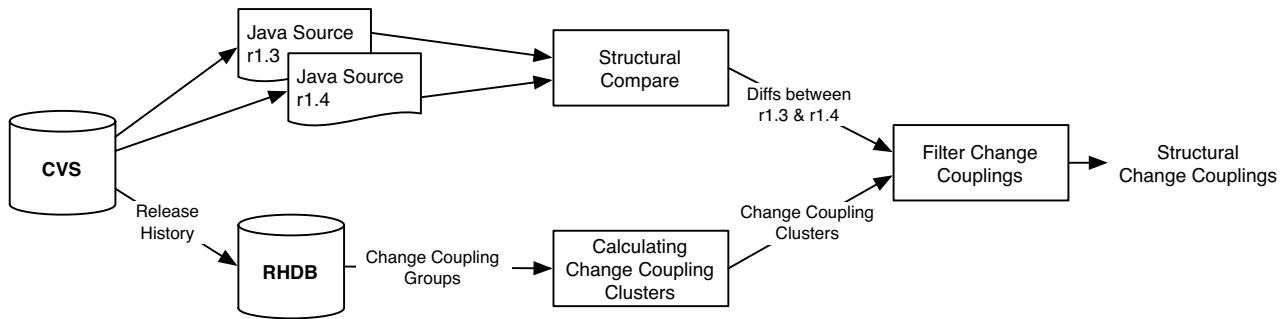 Java Source
r1.3
Java Source
r1.4
Structural
Compare
Diffs between
r1.3 & r1.4
CVS
Filter Change
Couplings
Structural
Change Couplings
Release
History
RHDB
Change Coupling
Groups
Calculating
Change Coupling
Clusters
Change Coupling
Clusters